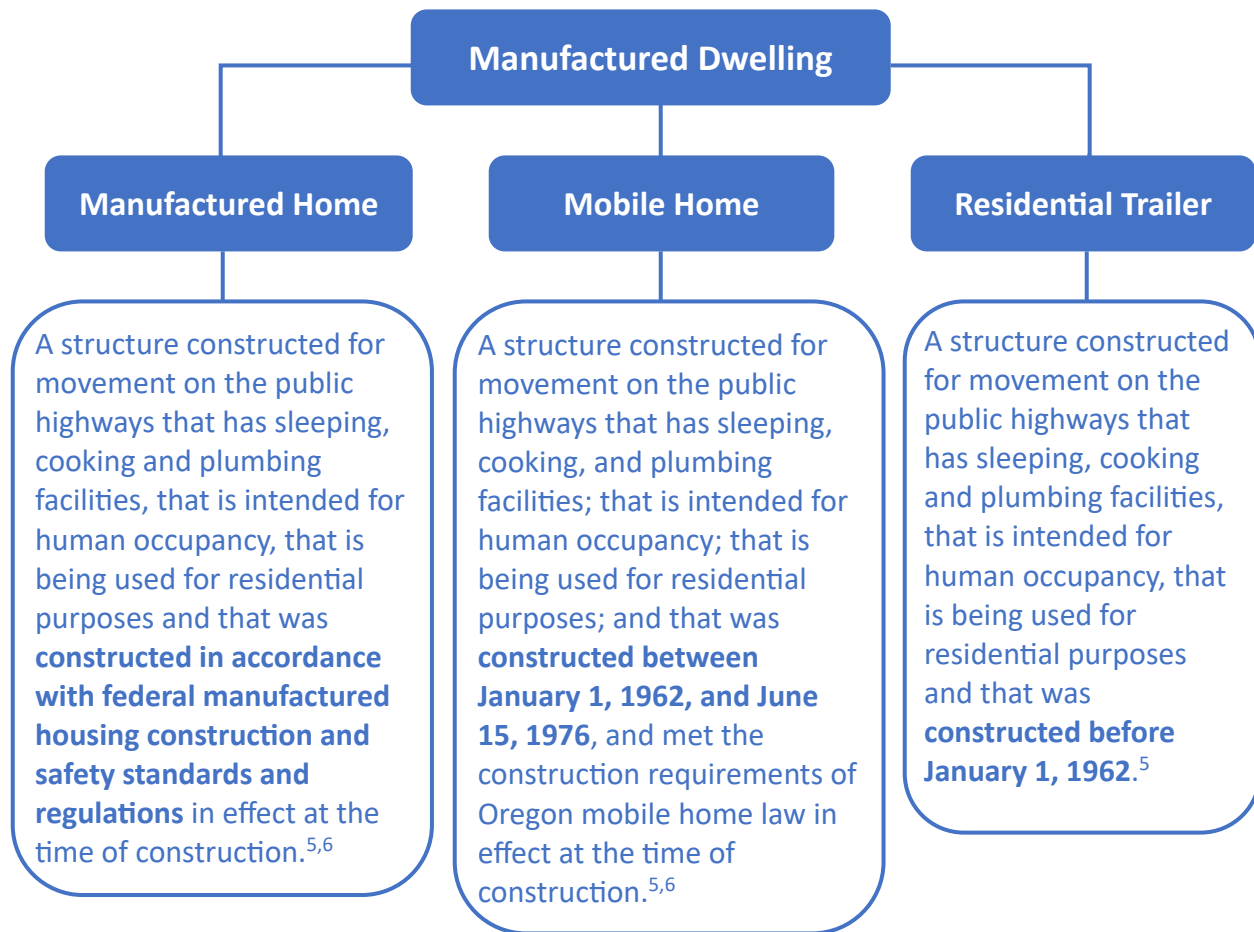 Manufactured Dwelling
Manufactured Home
Mobile Home
Residential Trailer
A structure constructed for
movement on the public
highways that has sleeping,
cooking and plumbing
facilities, that is intended for
human occupancy, that is
being used for residential
purposes and that was
constructed in accordance
with federal manufactured
housing construction and
safety standards and
regulations in effect at the
time of construction.5,6
A structure constructed for
movement on the public
highways that has sleeping,
cooking, and plumbing
facilities; that is intended for
human occupancy; that is
being used for residential
purposes; and that was
constructed between
January 1, 1962, and June
15, 1976, and met the
construction requirements of
Oregon mobile home law in
effect at the time of
construction.5,6
A structure constructed
for movement on the
public highways that
has sleeping, cooking
and plumbing facilities,
that is intended for
human occupancy, that
is being used for
residential purposes
and that was
constructed before
January 1, 1962.5